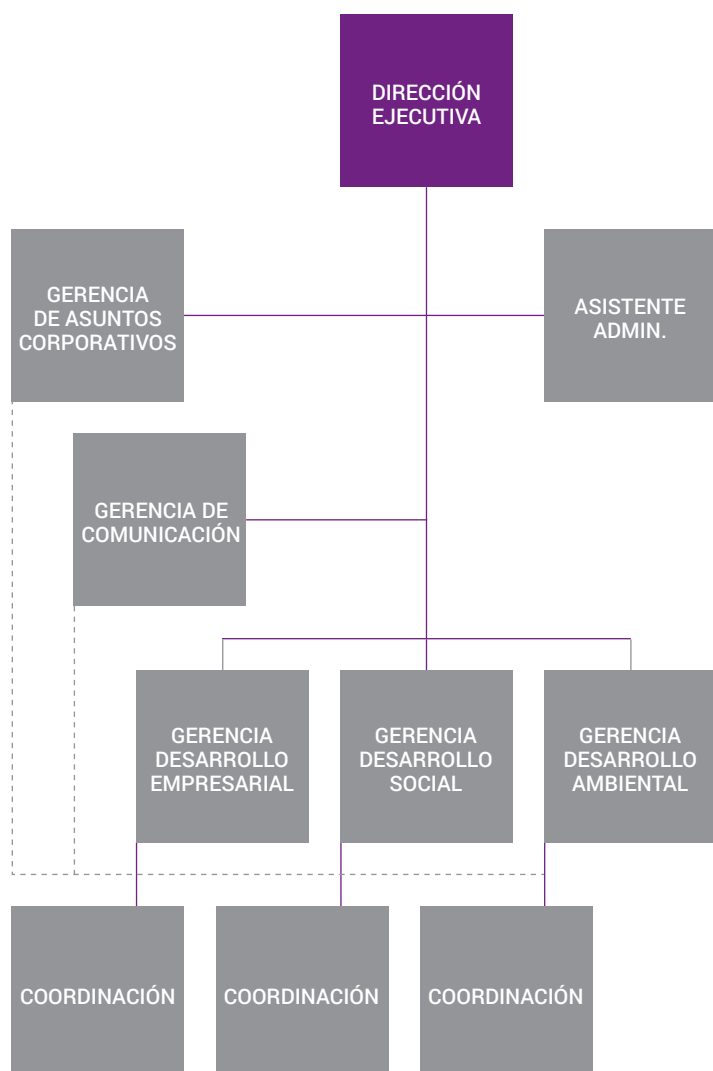 DIRECCIÓN
EJECUTIVA
GERENCIA
DE ASUNTOS
CORPORATIVOS
ASISTENTE
ADMIN.
GERENCIA DE
COMUNICACIÓN
GERENCIA
DESARROLLO
EMPRESARIAL
GERENCIA
DESARROLLO
SOCIAL
GERENCIA
DESARROLLO
AMBIENTAL
COORDINACIÓN
COORDINACIÓN
COORDINACIÓN